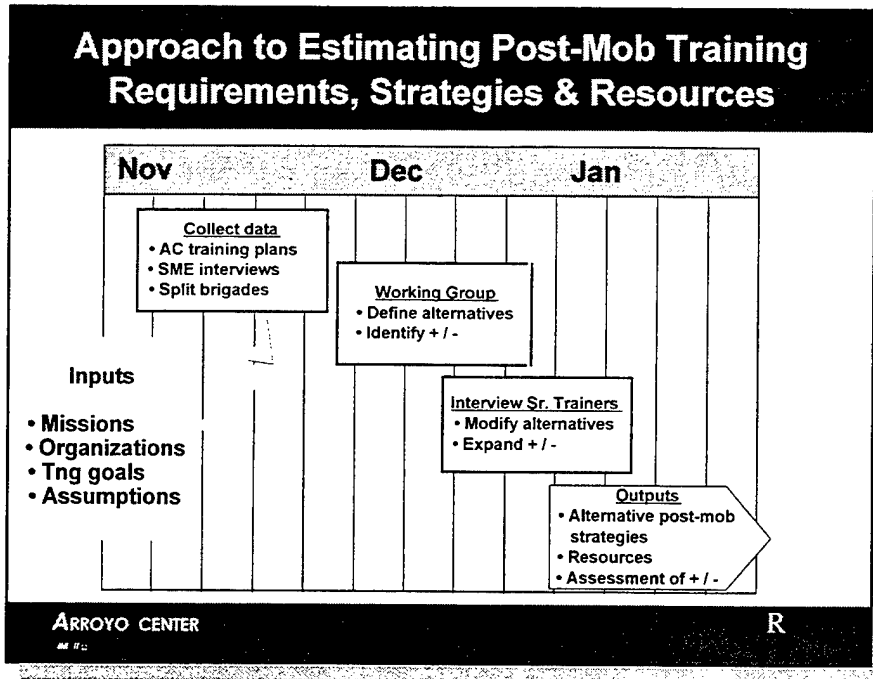 Approach to Estimating Post-Mob Training
Requirements, Strategies & Resources
Nov Dec Jan
Collect data
• AC training plans
• SME interviews
• Split brigades
Working Group
• Define alternatives
• Identify + / -
Inputs
• Missions
• Organizations
• Tng goals
• Assumptions
Interview Sr. Trainers
• Modify alternatives
• Expand + / -
Outputs
• Alternative post-mob
strategies
• Resources
• Assessment of + / -
ARROYO CENTER
R